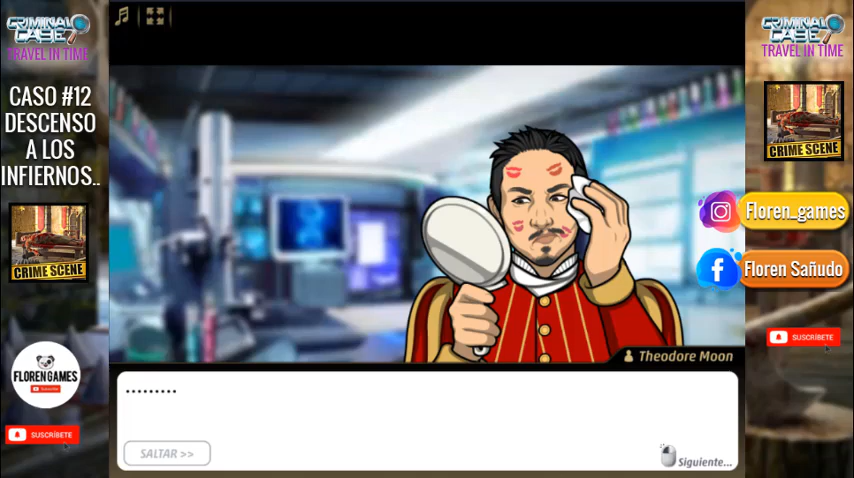 CRIMINAL
CASE
TRAVEL IN TIME
CASO #12
DESCENSO
A LOS
INFIERNOS..
CRIME SCENE
FLOREN GAMES
SUSCRÍBETE
Theodore Moon
.........
SALTAR >>
Siguiente...
CRIMINAL
CASE
TRAVEL IN TIME
CRIME SCENE
Floren_games
Floren Sañudo
SUSCRÍBETE